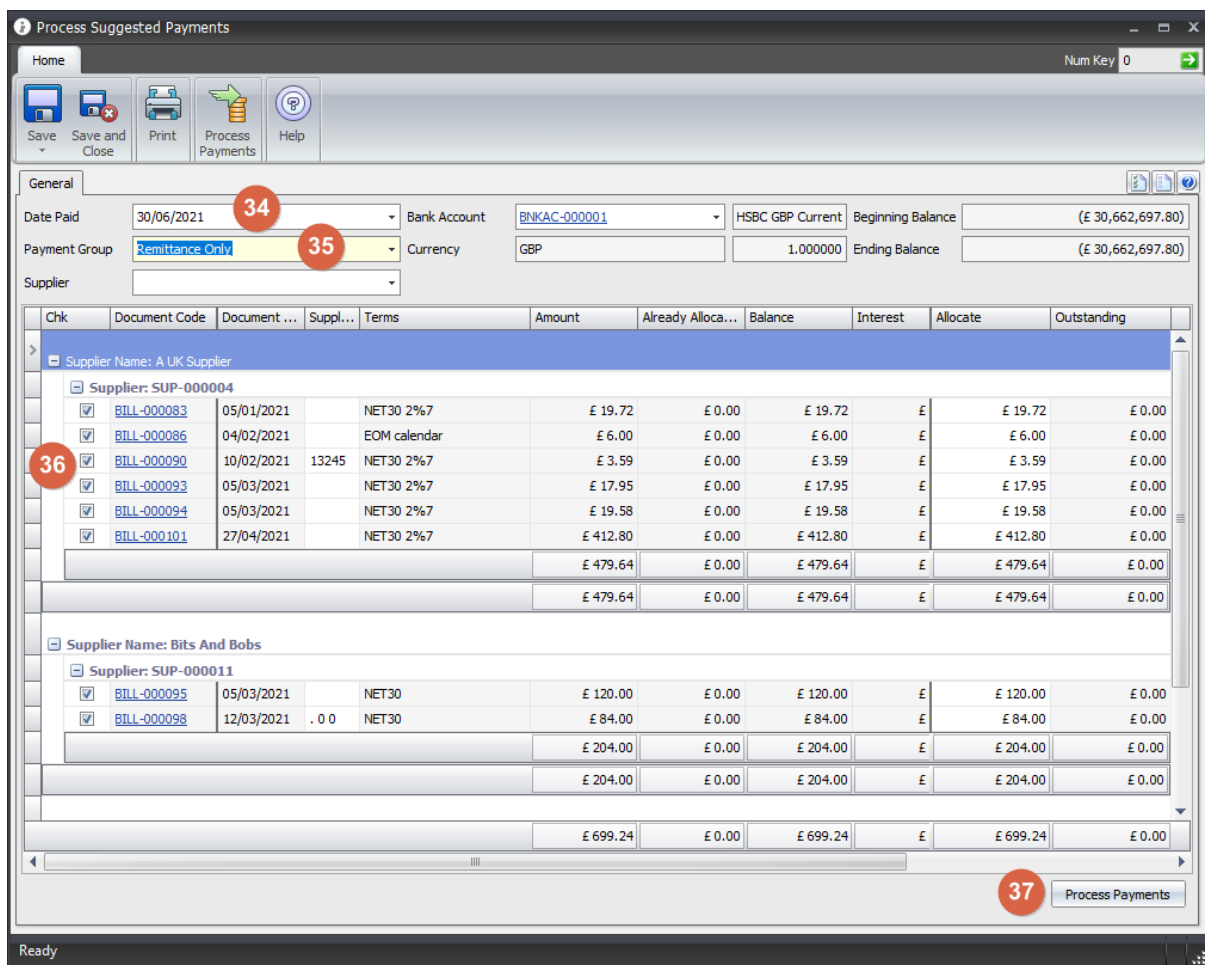 Process Suggested Payments
Home
Num Key 0
Save
Save and Close
Print
Process Payments
Help
General
Date Paid 30/06/2021 34 Bank Account BNKAC-000001 HSBC GBP Current Beginning Balance (£ 30,662,697.80)
Payment Group Remittance Only 35 Currency GBP 1.000000 Ending Balance (£ 30,662,697.80)
Supplier
Chk Document Code Document ... Suppl... Terms Amount Already Alloca... Balance Interest Allocate Outstanding
Supplier Name: A UK Supplier
Supplier: SUP-000004
BILL-000083 05/01/2021 NET30 2%7 £ 19.72 £ 0.00 £ 19.72 £ £ 19.72 £ 0.00
BILL-000086 04/02/2021 EOM calendar £ 6.00 £ 0.00 £ 6.00 £ £ 6.00 £ 0.00
36 BILL-000090 10/02/2021 13245 NET30 2%7 £ 3.59 £ 0.00 £ 3.59 £ £ 3.59 £ 0.00
BILL-000093 05/03/2021 NET30 2%7 £ 17.95 £ 0.00 £ 17.95 £ £ 17.95 £ 0.00
BILL-000094 05/03/2021 NET30 2%7 £ 19.58 £ 0.00 £ 19.58 £ £ 19.58 £ 0.00
BILL-000101 27/04/2021 NET30 2%7 £ 412.80 £ 0.00 £ 412.80 £ £ 412.80 £ 0.00
£ 479.64 £ 0.00 £ 479.64 £ £ 479.64 £ 0.00
£ 479.64 £ 0.00 £ 479.64 £ £ 479.64 £ 0.00
Supplier Name: Bits And Bobs
Supplier: SUP-000011
BILL-000095 05/03/2021 NET30 £ 120.00 £ 0.00 £ 120.00 £ £ 120.00 £ 0.00
BILL-000098 12/03/2021 . 0 0 NET30 £ 84.00 £ 0.00 £ 84.00 £ £ 84.00 £ 0.00
£ 204.00 £ 0.00 £ 204.00 £ £ 204.00 £ 0.00
£ 204.00 £ 0.00 £ 204.00 £ £ 204.00 £ 0.00
£ 699.24 £ 0.00 £ 699.24 £ £ 699.24 £ 0.00
37 Process Payments
Ready